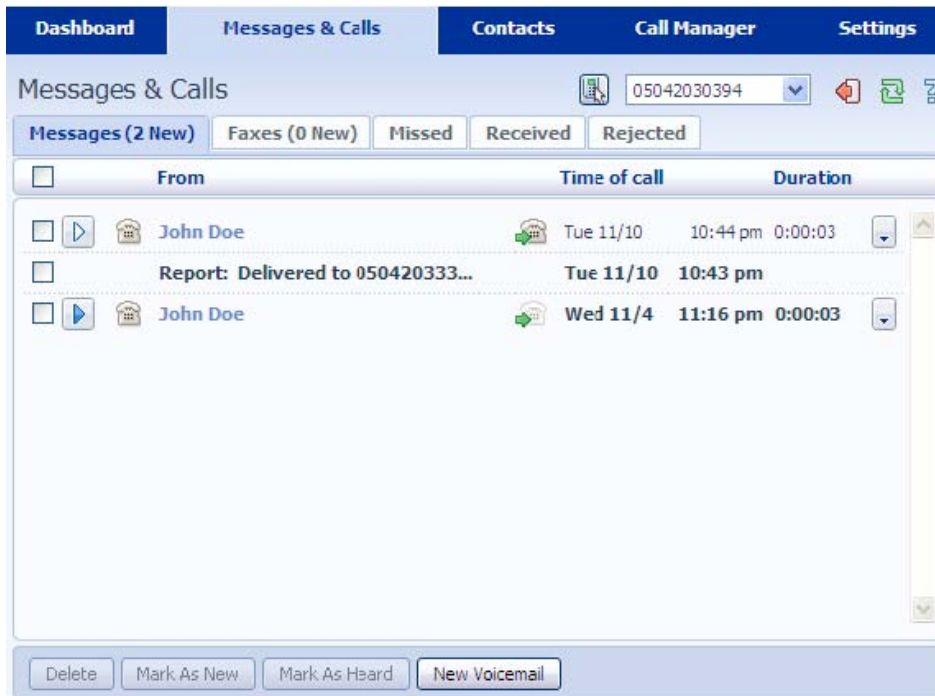 Dashboard Messages & Calls Contacts Call Manager Settings
Messages & Calls 05042030394
Messages (2 New) Faxes (0 New) Missed Received Rejected
From Time of call Duration
John Doe Tue 11/10 10:44 pm 0:00:03
Report: Delivered to 050420333... Tue 11/10 10:43 pm
John Doe Wed 11/4 11:16 pm 0:00:03
Delete Mark As New Mark As Heard New Voicemail